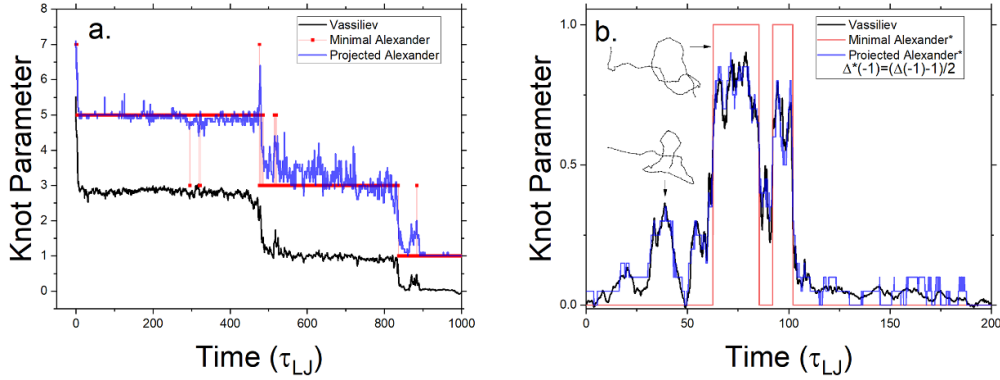 a.
Vassiliev
Minimal Alexander
Projected Alexander
Knot Parameter
8
7
6
5
4
3
2
1
0
0
200
400
600
800
1000
Time (τLJ)
b.
Vassiliev
Minimal Alexander*
Projected Alexander*
Δ*(-1)=(Δ(-1)-1)/2
Knot Parameter
1.0
0.5
0.0
0
50
100
150
200
Time (τLJ)